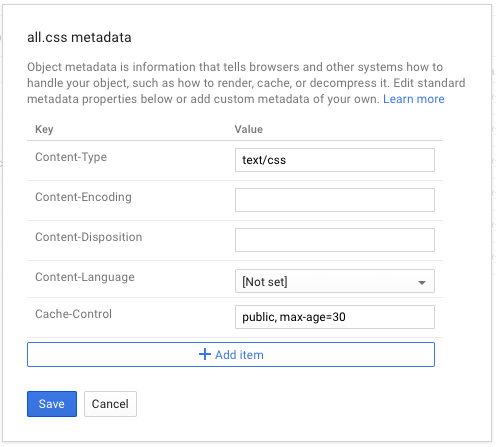 all.css metadata
Object metadata is information that tells browsers and other systems how to
handle your object, such as how to render, cache, or decompress it. Edit standard
metadata properties below or add custom metadata of your own. Learn more
Key Value
Content-Type text/css
Content-Encoding
Content-Disposition
Content-Language [Not set]
Cache-Control public, max-age=30
+ Add item
Save Cancel